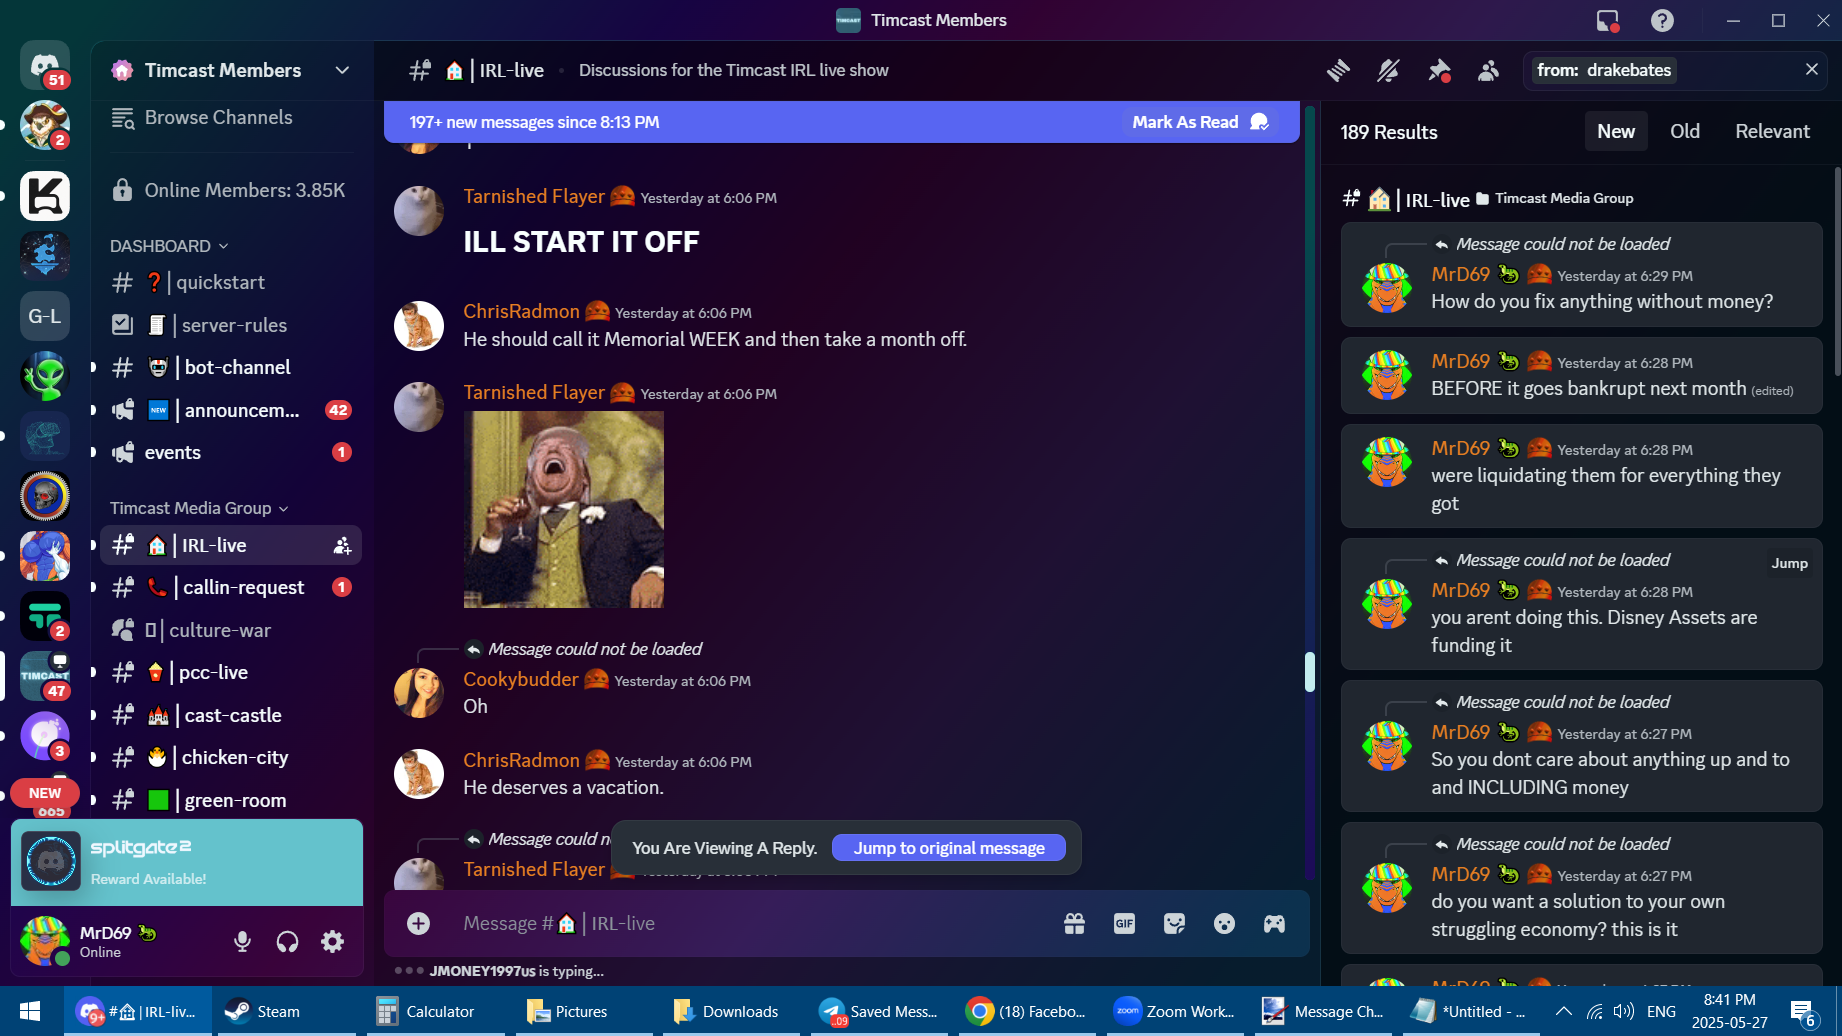 Timcast Members
51
2
G-L
2
TIMCAST
47
3
NEW
665
Timcast Members
Browse Channels
Online Members: 3.85K
DASHBOARD
❓ | quickstart
| server-rules
| bot-channel
NEW | announcem... 42
events 1
Timcast Media Group
| IRL-live
| callin-request 1
| culture-war
| pcc-live
| cast-castle
| chicken-city
| green-room
splitgate 2
Reward Available!
MrD69
Online
# | IRL-live • Discussions for the Timcast IRL live show
from: drakebates
197+ new messages since 8:13 PM Mark As Read
Tarnished Flayer Yesterday at 6:06 PM
ILL START IT OFF
ChrisRadmon Yesterday at 6:06 PM
He should call it Memorial WEEK and then take a month off.
Tarnished Flayer Yesterday at 6:06 PM
Message could not be loaded
Cookybudder Yesterday at 6:06 PM
Oh
ChrisRadmon Yesterday at 6:06 PM
He deserves a vacation.
Message could n
Tarnished Flayer
You Are Viewing A Reply. Jump to original message
Message # | IRL-live
GIF
JMONEY1997us is typing...
189 Results New Old Relevant
# | IRL-live Timcast Media Group
Message could not be loaded
MrD69 Yesterday at 6:29 PM
How do you fix anything without money?
MrD69 Yesterday at 6:28 PM
BEFORE it goes bankrupt next month (edited)
MrD69 Yesterday at 6:28 PM
were liquidating them for everything they
got
Message could not be loaded
Jump
MrD69 Yesterday at 6:28 PM
you arent doing this. Disney Assets are
funding it
Message could not be loaded
MrD69 Yesterday at 6:27 PM
So you dont care about anything up and to
and INCLUDING money
Message could not be loaded
MrD69 Yesterday at 6:27 PM
do you want a solution to your own
struggling economy? this is it
9+ # | IRL-liv... Steam Calculator Pictures Downloads ..09 Saved Mess... (18) Facebo... zoom Zoom Work... Message Ch... *Untitled - ... ENG
8:41 PM
2025-05-27
6